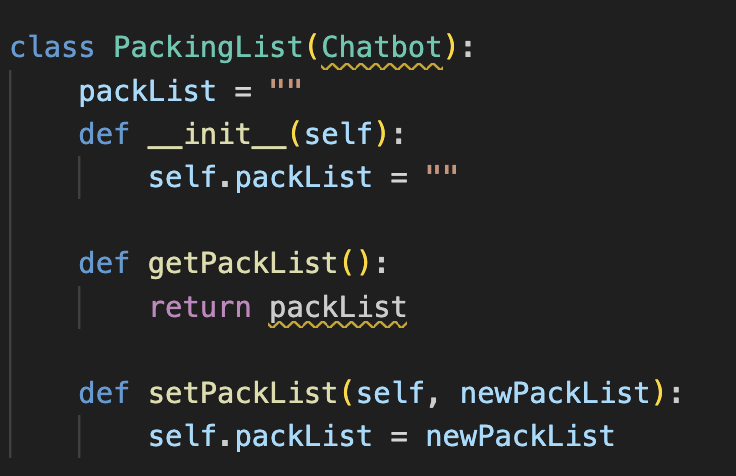 class PackingList(Chatbot):
    packList = ""
    def __init__(self):
        self.packList = ""

    def getPackList():
        return packList

    def setPackList(self, newPackList):
        self.packList = newPackList